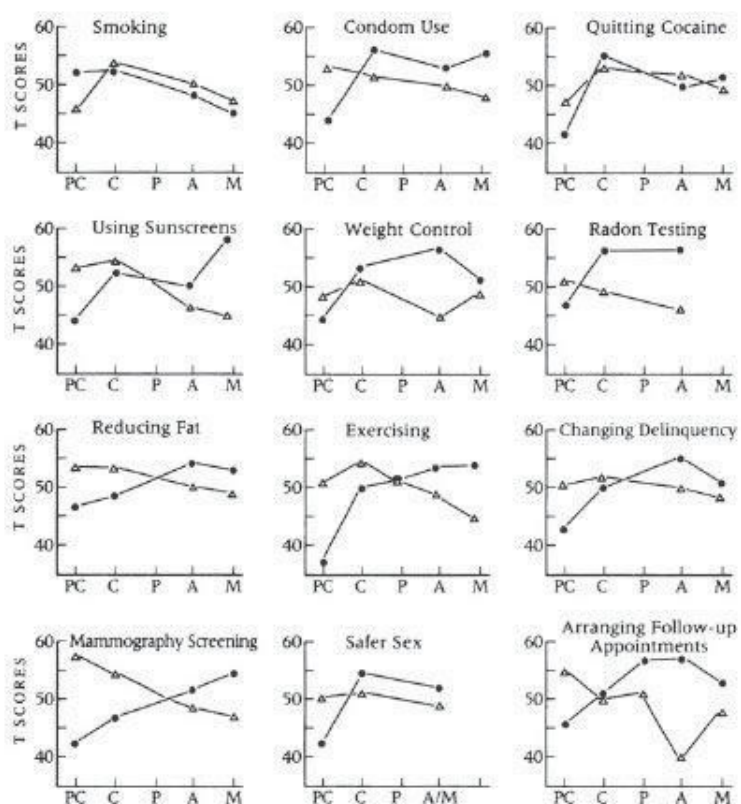 Smoking
Condom Use
Quitting Cocaine
T SCORES
60
50
40
PC C P A M
60
50
40
PC C P A M
60
50
40
PC C P A M
Using Sunscreens
Weight Control
Radon Testing
T SCORES
60
50
40
PC C P A M
60
50
40
PC C P A M
60
50
40
PC C P A M
Reducing Fat
Exercising
Changing Delinquency
T SCORES
60
50
40
PC C P A M
60
50
40
PC C P A M
60
50
40
PC C P A M
Mammography Screening
Safer Sex
Arranging Follow-up
Appointments
T SCORES
60
50
40
PC C P A M
60
50
40
PC C P A/M
60
50
40
PC C P A M